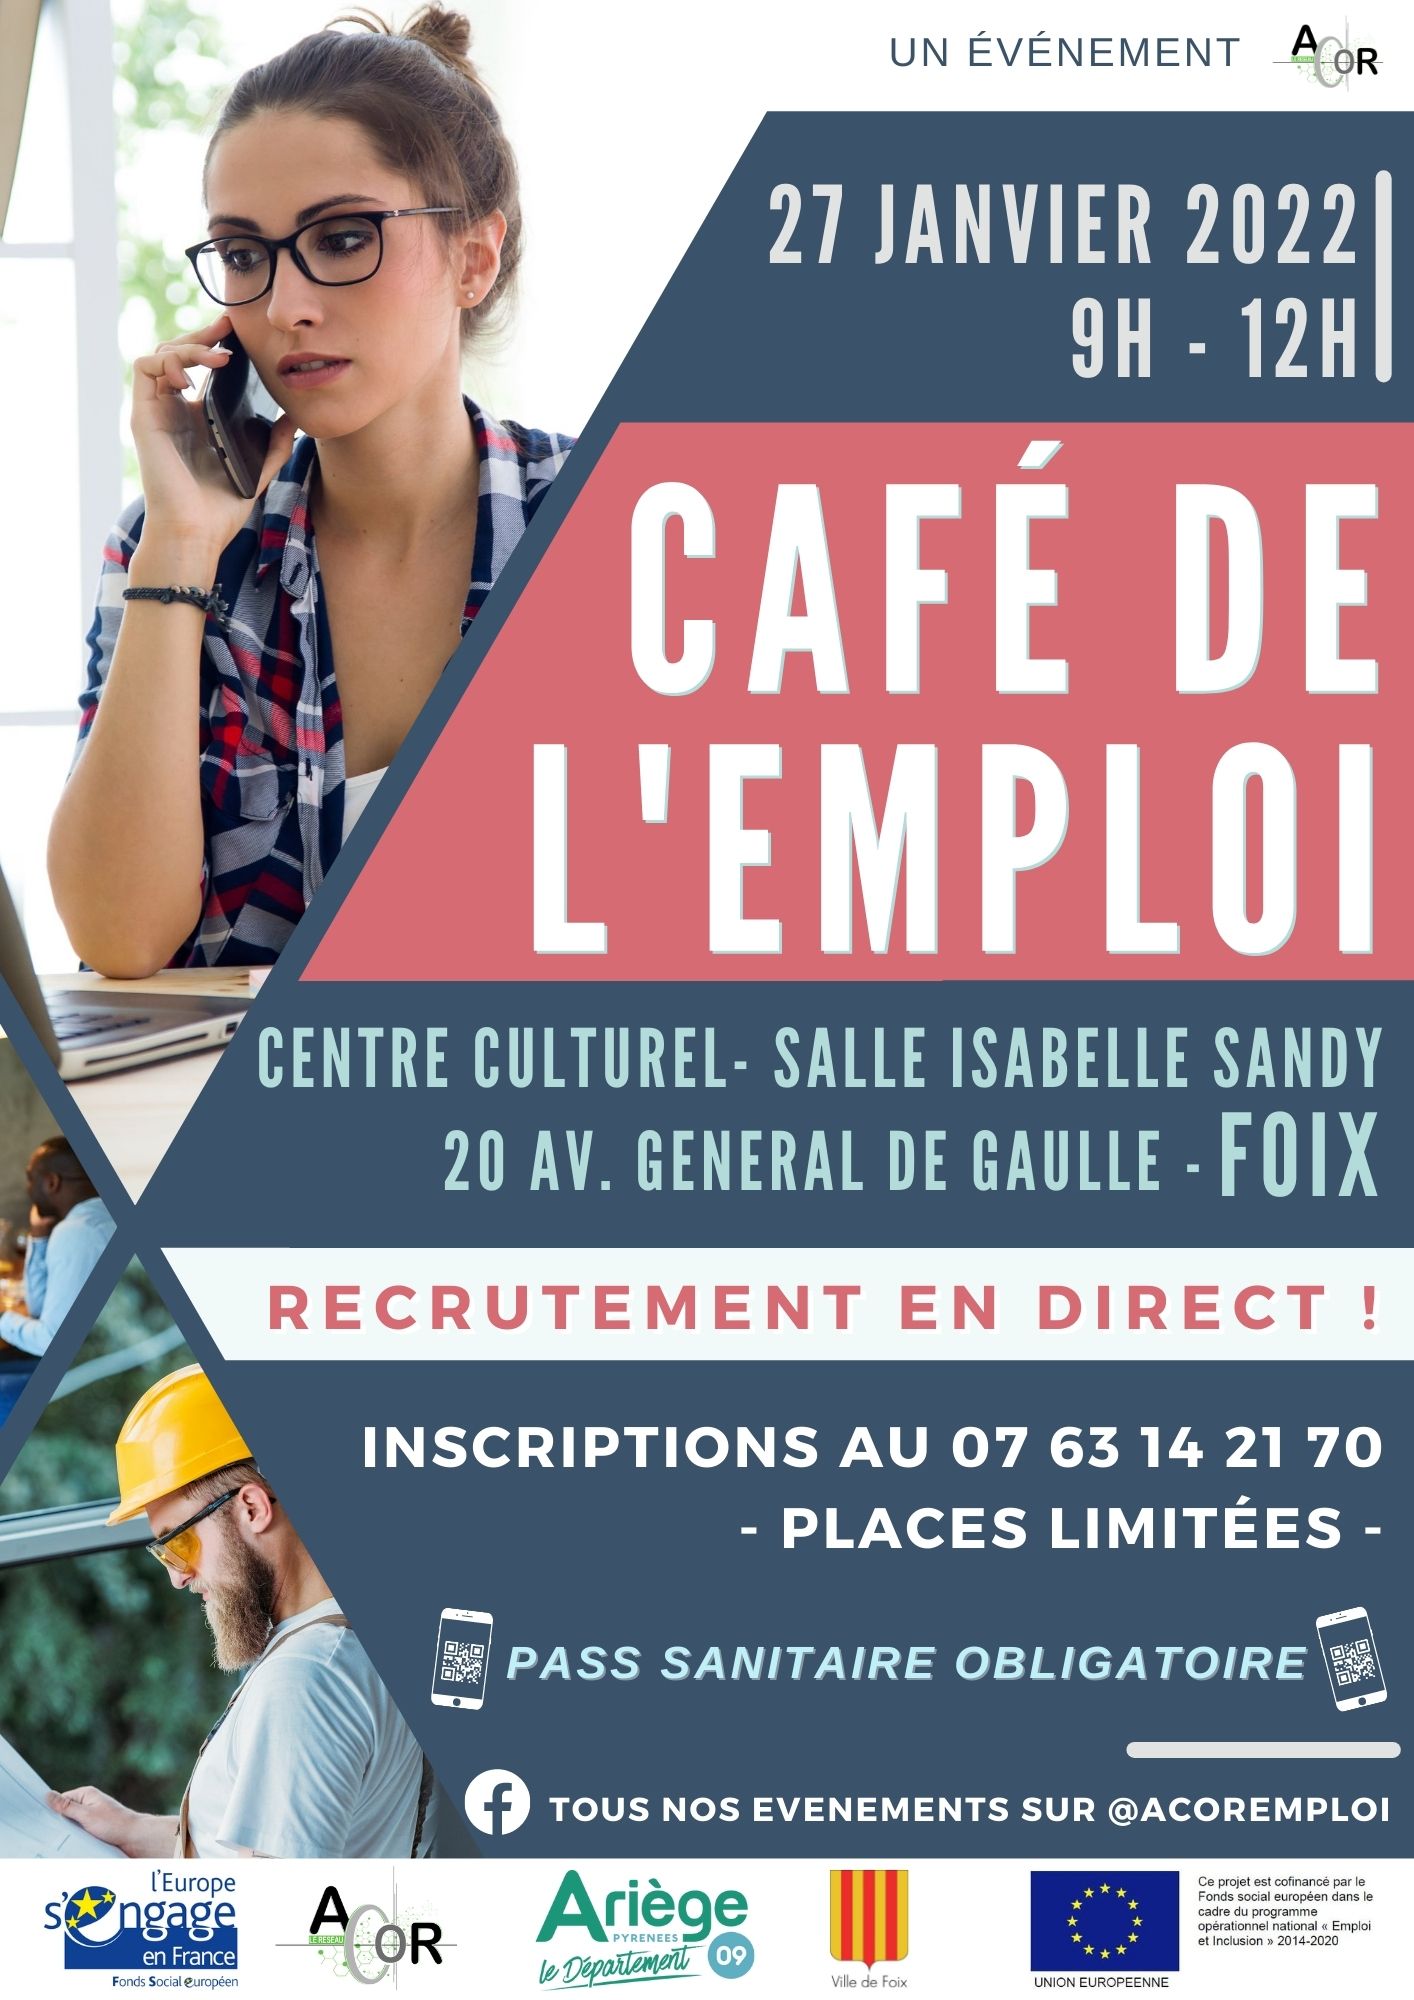 UN ÉVÉNEMENT ACOR
LE RESEAU
27 JANVIER 2022
9H - 12H
CAFÉ DE
L'EMPLOI
CENTRE CULTUREL- SALLE ISABELLE SANDY
20 AV. GENERAL DE GAULLE - FOIX
RECRUTEMENT EN DIRECT !
INSCRIPTIONS AU 07 63 14 21 70
- PLACES LIMITÉES -
PASS SANITAIRE OBLIGATOIRE
TOUS NOS EVENEMENTS SUR @ACOREMPLOI
l'Europe
s'engage
en France
Fonds Social européen
ACOR
LE RESEAU
Ariège
PYRENEES
le Département 09
Ville de Foix
UNION EUROPEENNE
Ce projet est cofinancé par le
Fonds social européen dans le
cadre du programme
opérationnel national « Emploi
et Inclusion » 2014-2020